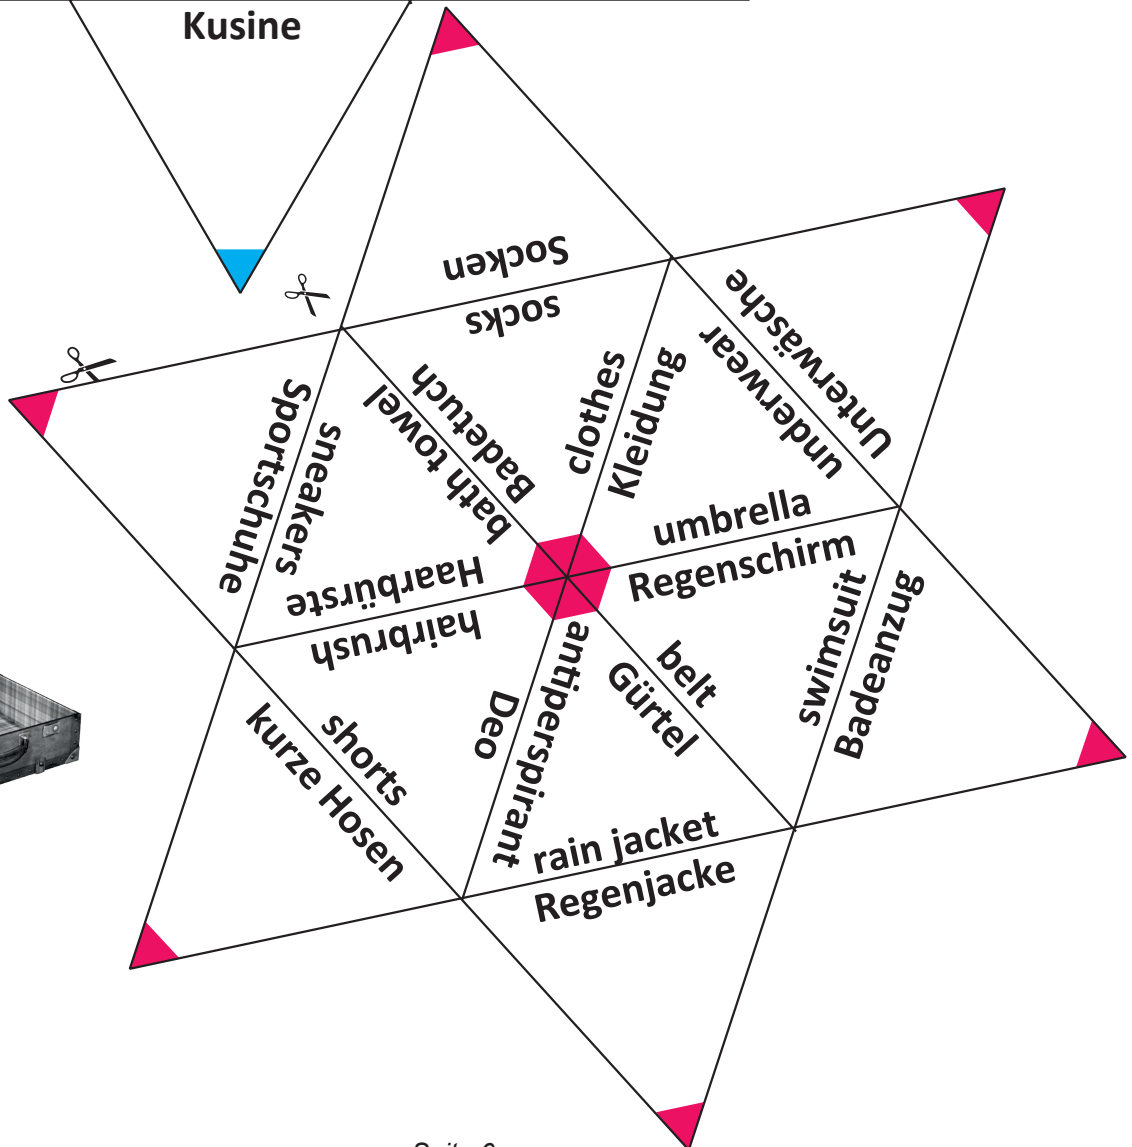 Kusine
Socken
socks
clothes
Kleidung
Unterwäsche
underwear
Badetuch
bath towel
Sportschuhe
sneakers
umbrella
Regenschirm
Haarbürste
hairbrush
swimsuit
Badeanzug
belt
Gürtel
antiperspirant
Deo
shorts
kurze Hosen
rain jacket
Regenjacke